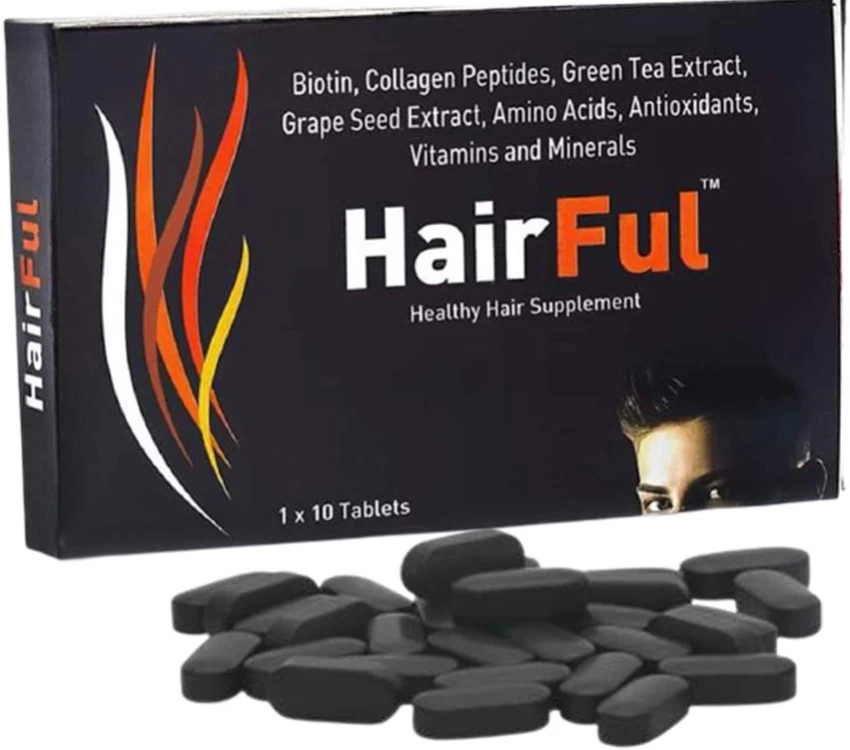 Biotin, Collagen Peptides, Green Tea Extract,
Grape Seed Extract, Amino Acids, Antioxidants,
Vitamins and Minerals
HairFul™
Healthy Hair Supplement
1 x 10 Tablets
HairFul